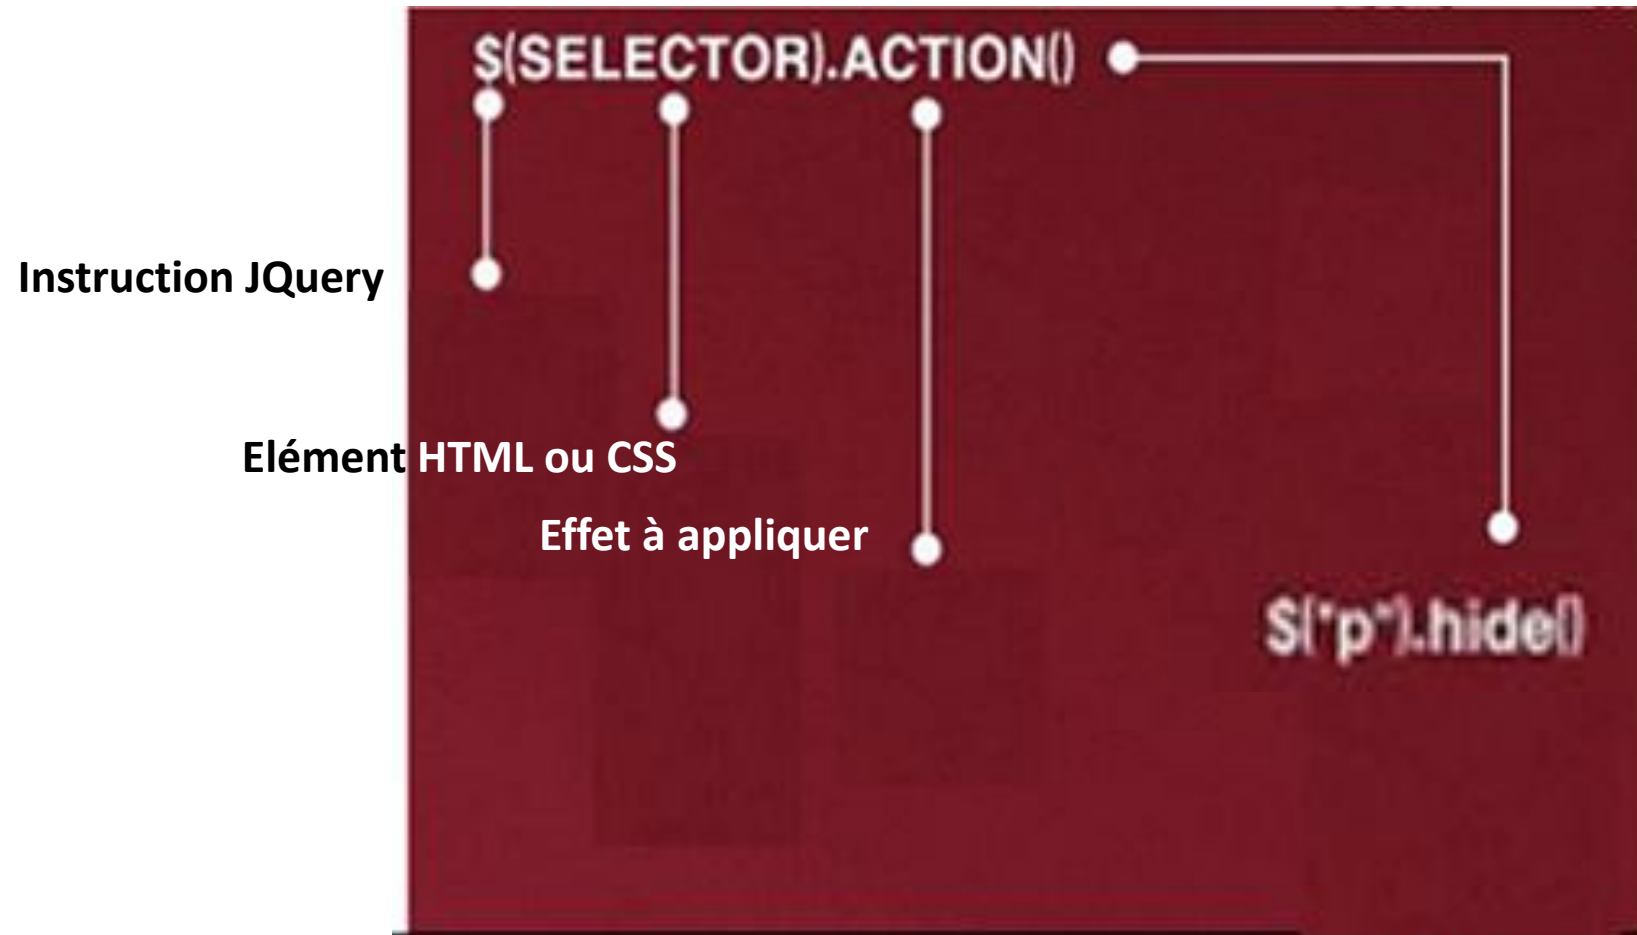 $(SELECTOR).ACTION()
Instruction JQuery
Elément HTML ou CSS
Effet à appliquer
$("p").hide()